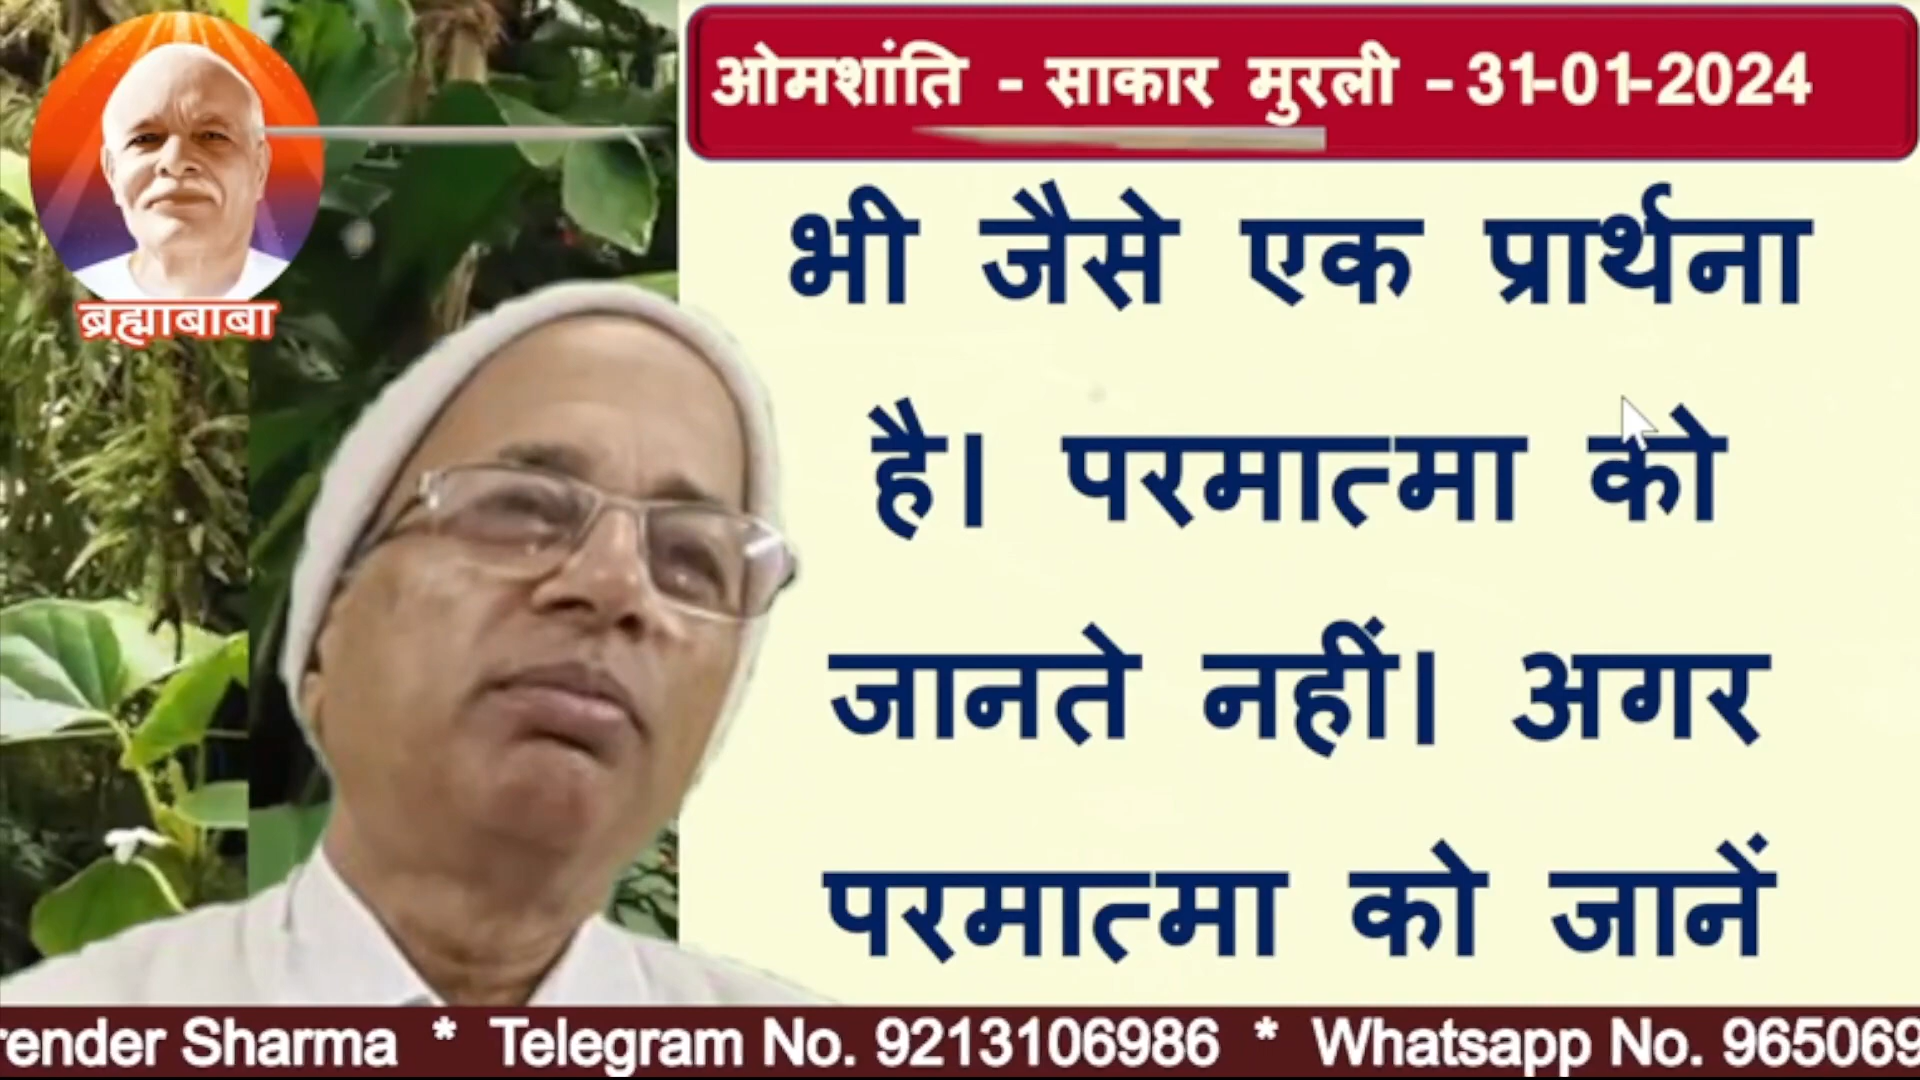 ओमशांति - साकार मुरली - 31-01-2024
ब्रह्माबाबा
भी जैसे एक प्रार्थना
है। परमात्मा को
जानते नहीं। अगर
परमात्मा को जानें
render Sharma * Telegram No. 9213106986 * Whatsapp No. 965069